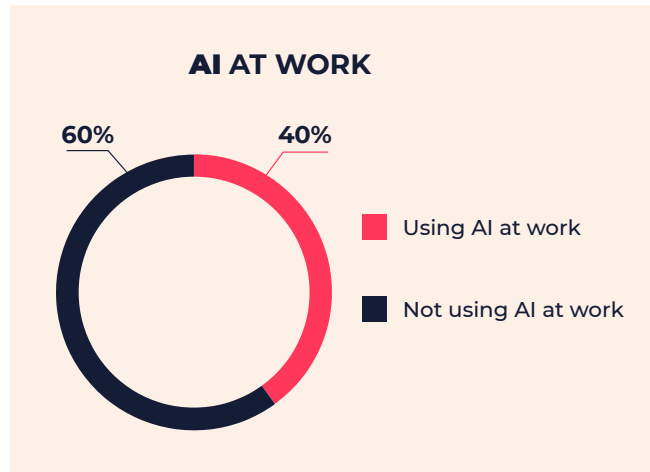 AI AT WORK
60%
40%
Using AI at work
Not using AI at work